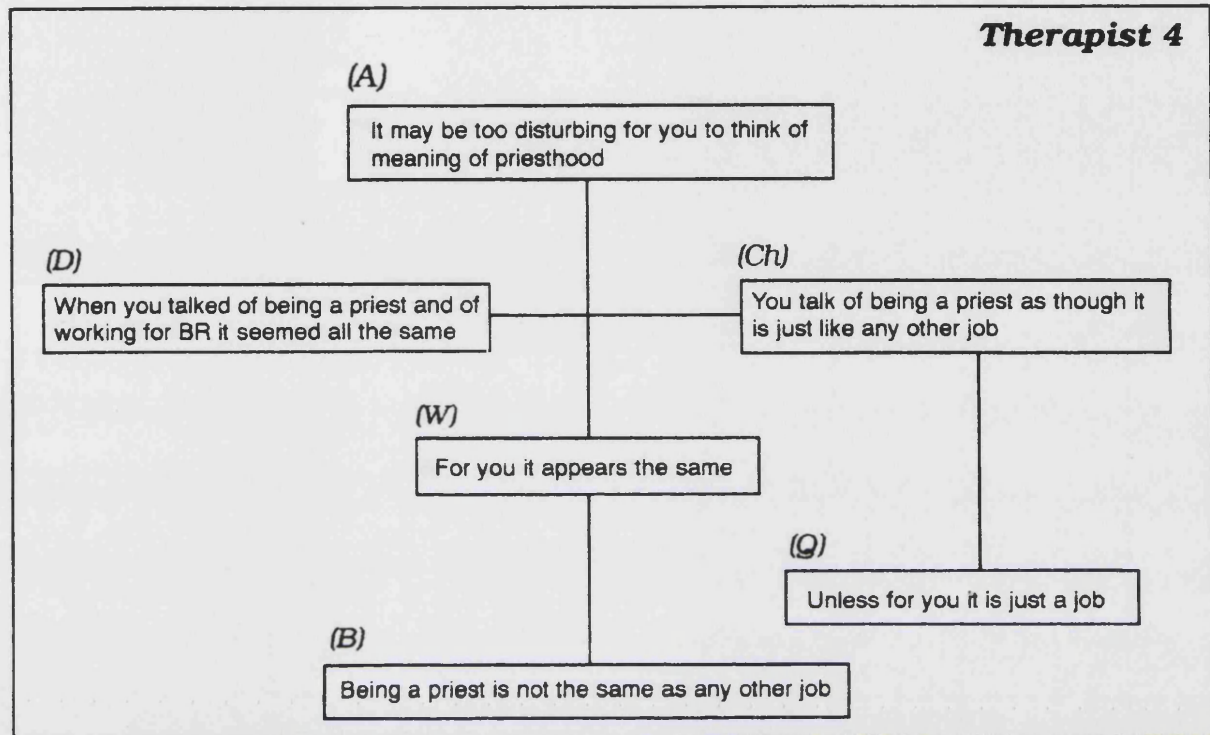 Therapist 4
(A)
It may be too disturbing for you to think of
meaning of priesthood
(D)
When you talked of being a priest and of
working for BR it seemed all the same
(Ch)
You talk of being a priest as though it
is just like any other job
(W)
For you it appears the same
(Q)
Unless for you it is just a job
(B)
Being a priest is not the same as any other job